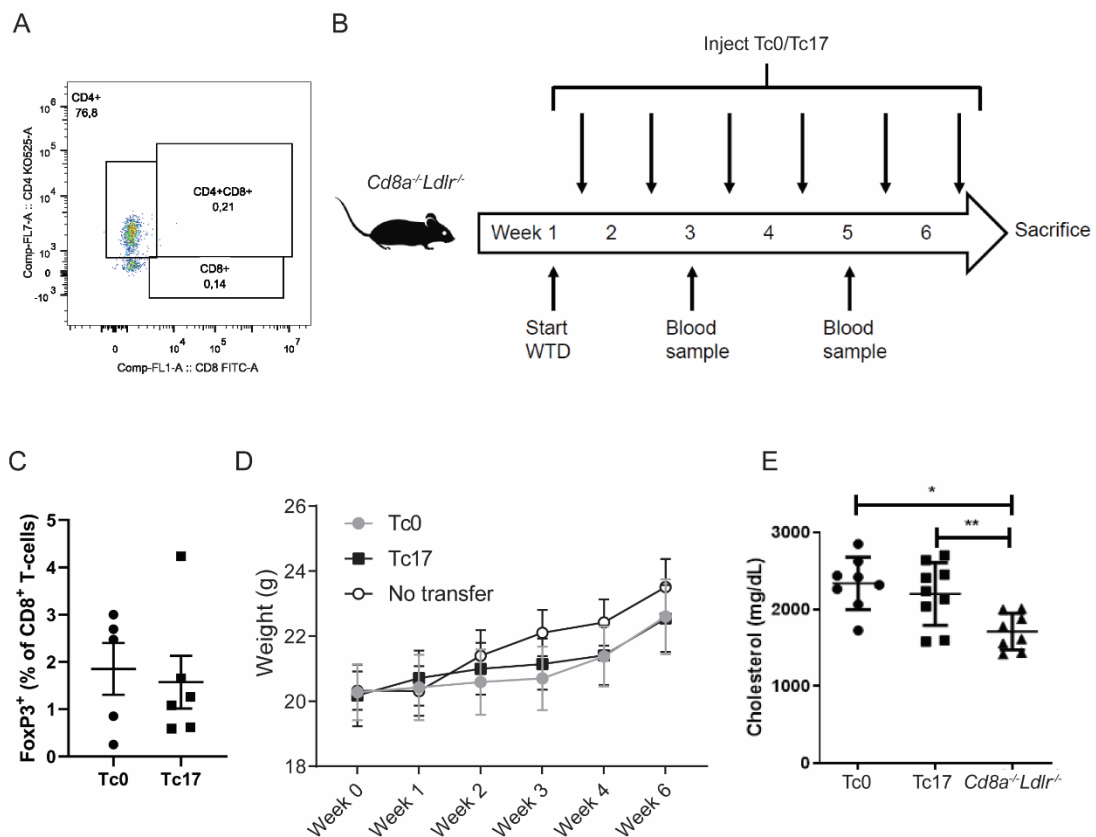 A
CD4+
76,8
CD4+CD8+
0,21
CD8+
0,14
10^6
10^5
10^4
10^3
0
-10^3
0
10^4
10^5
10^7
Comp-FL7-A :: CD4 KO525-A
Comp-FL1-A :: CD8 FITC-A
B
Inject Tc0/Tc17
Cd8a-/-Ldlr-/-
Week 1 2 3 4 5 6
Sacrifice
Start
WTD
Blood
sample
Blood
sample
C
FoxP3+ (% of CD8+ T-cells)
5
4
3
2
1
0
Tc0 Tc17
D
Weight (g)
26
24
22
20
18
Tc0
Tc17
No transfer
Week 0 Week 1 Week 2 Week 3 Week 4 Week 6
E
*
**
Cholesterol (mg/dL)
3000
2000
1000
0
Tc0 Tc17 Cd8a-/-Ldlr-/-